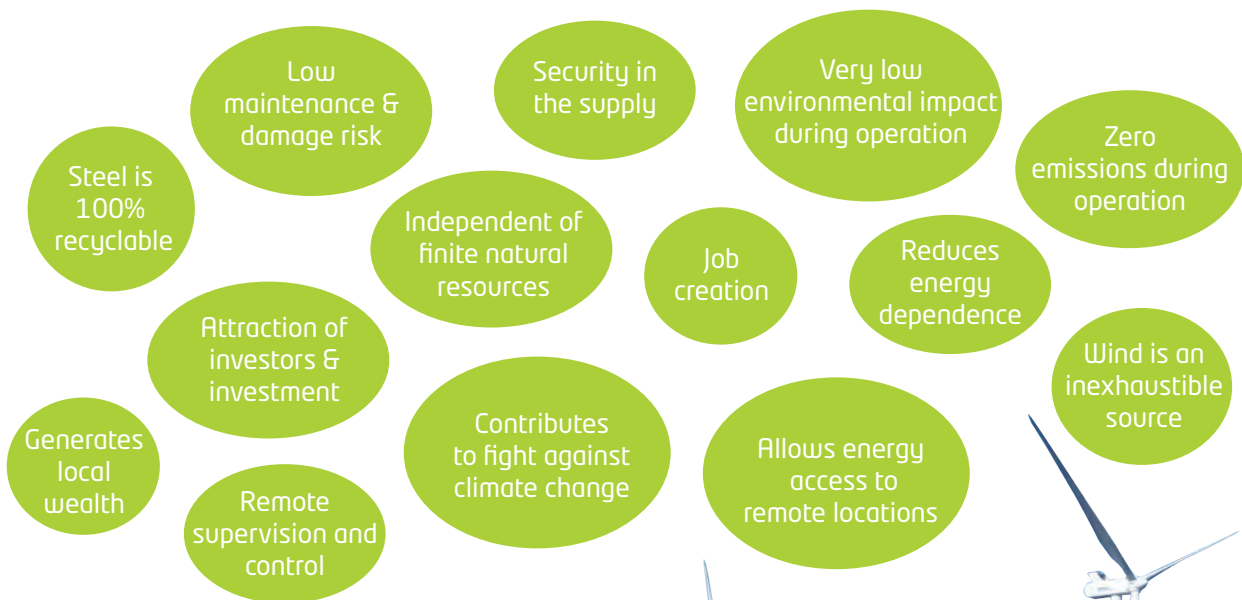 Low
maintenance &
damage risk
Security in
the supply
Very low
environmental impact
during operation
Zero
emissions during
operation
Steel is
100%
recyclable
Independent of
finite natural
resources
Job
creation
Reduces
energy
dependence
Attraction of
investors &
investment
Wind is an
inexhaustible
source
Generates
local
wealth
Contributes
to fight against
climate change
Allows energy
access to
remote locations
Remote
supervision and
control